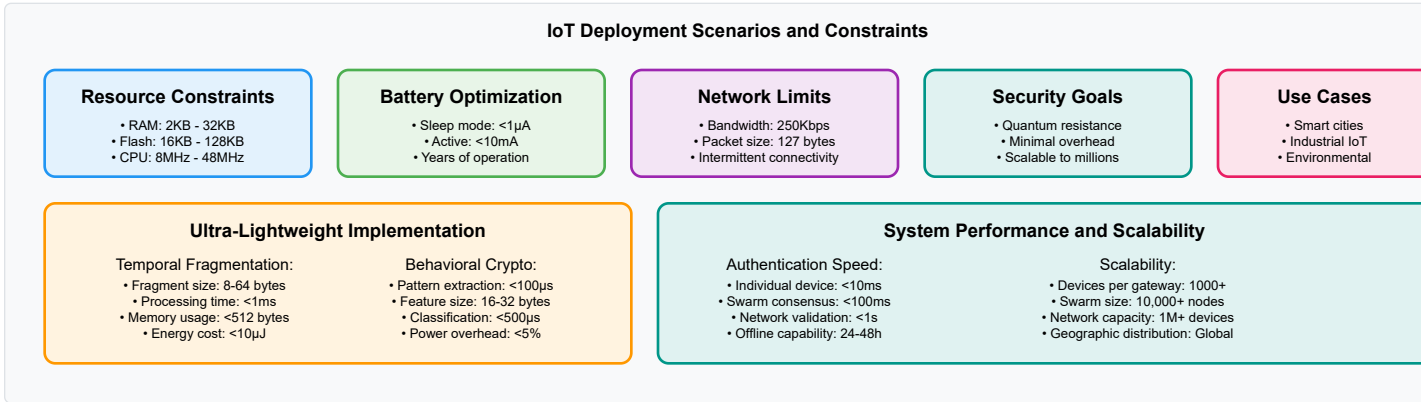 IoT Deployment Scenarios and Constraints
Resource Constraints
• RAM: 2KB - 32KB
• Flash: 16KB - 128KB
• CPU: 8MHz - 48MHz
Battery Optimization
• Sleep mode: <1μA
• Active: <10mA
• Years of operation
Network Limits
• Bandwidth: 250Kbps
• Packet size: 127 bytes
• Intermittent connectivity
Security Goals
• Quantum resistance
• Minimal overhead
• Scalable to millions
Use Cases
• Smart cities
• Industrial IoT
• Environmental
Ultra-Lightweight Implementation
Temporal Fragmentation:
• Fragment size: 8-64 bytes
• Processing time: <1ms
• Memory usage: <512 bytes
• Energy cost: <10μJ
Behavioral Crypto:
• Pattern extraction: <100μs
• Feature size: 16-32 bytes
• Classification: <500μs
• Power overhead: <5%
System Performance and Scalability
Authentication Speed:
• Individual device: <10ms
• Swarm consensus: <100ms
• Network validation: <1s
• Offline capability: 24-48h
Scalability:
• Devices per gateway: 1000+
• Swarm size: 10,000+ nodes
• Network capacity: 1M+ devices
• Geographic distribution: Global